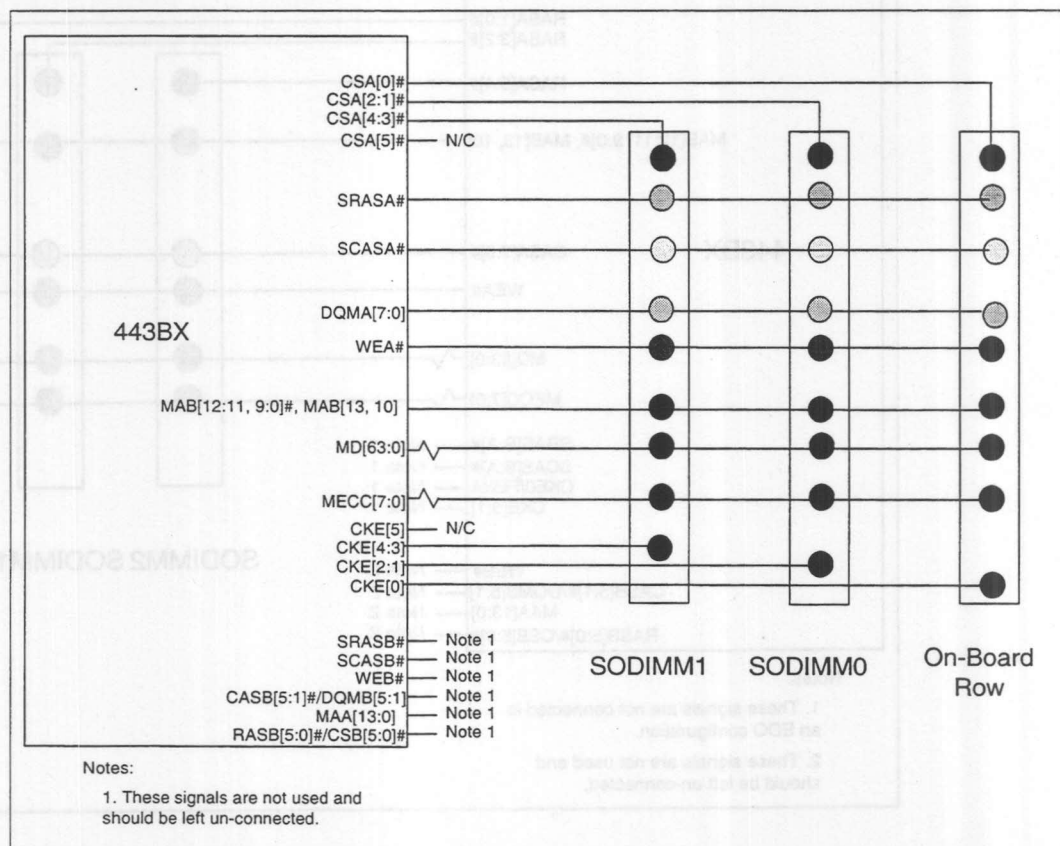 CSA[0]#
CSA[2:1]#
CSA[4:3]#
CSA[5]# N/C
SRASA#
SCASA#
DQMA[7:0]
443BX
WEA#
MAB[12:11, 9:0]#, MAB[13, 10]
MD[63:0]
MECC[7:0]
CKE[5] N/C
CKE[4:3]
CKE[2:1]
CKE[0]
SRASB# Note 1
SCASB# Note 1
WEB# Note 1
CASB[5:1]#/DQMB[5:1] Note 1
MAA[13:0] Note 1
RASB[5:0]#/CSB[5:0]# Note 1
SODIMM1 SODIMM0 On-Board
Row
Notes:
1. These signals are not used and
should be left un-connected.